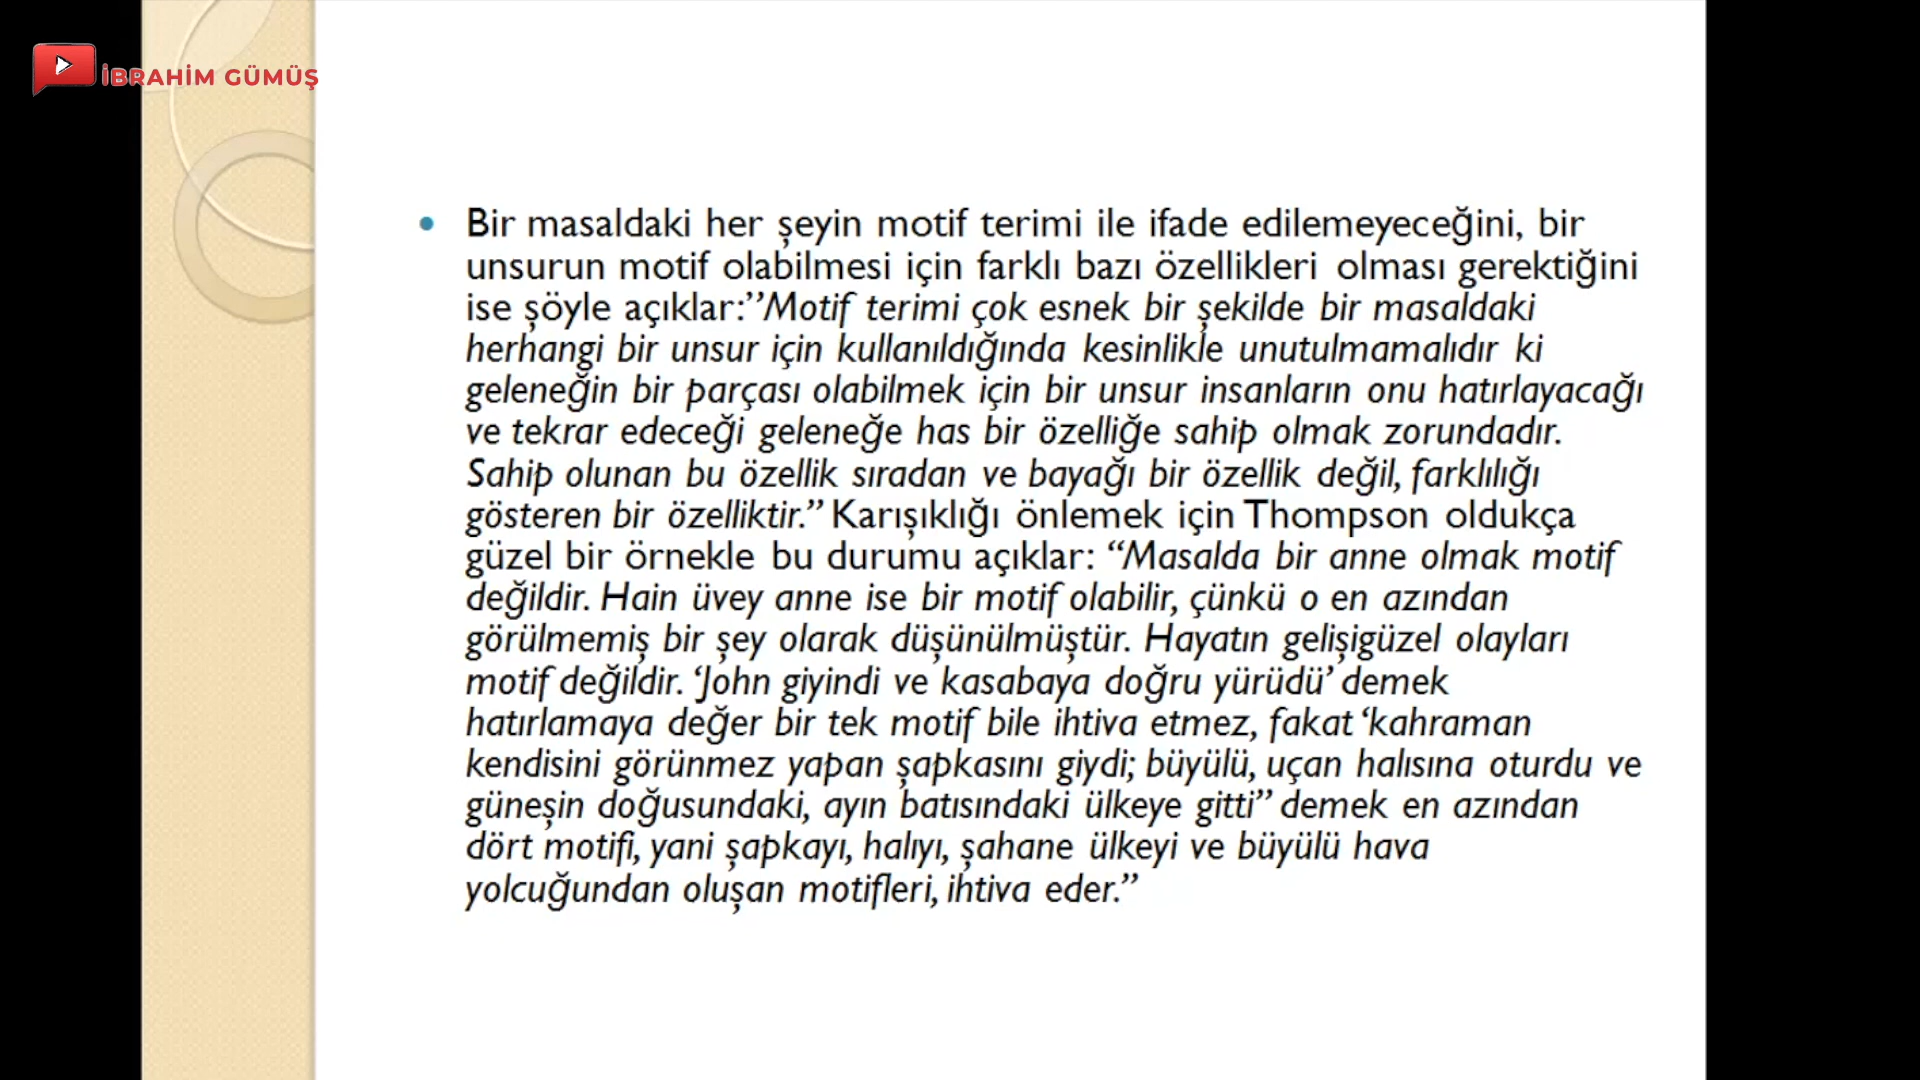 İBRAHİM GÜMÜŞ
• Bir masaldaki her şeyin motif terimi ile ifade edilemeyeceğini, bir
unsurun motif olabilmesi için farklı bazı özellikleri olması gerektiğini
ise şöyle açıklar:’’Motif terimi çok esnek bir şekilde bir masaldaki
herhangi bir unsur için kullanıldığında kesinlikle unutulmamalıdır ki
geleneğin bir parçası olabilmek için bir unsur insanların onu hatırlayacağı
ve tekrar edeceği geleneğe has bir özelliğe sahip olmak zorundadır.
Sahip olunan bu özellik sıradan ve bayağı bir özellik değil, farklılığı
gösteren bir özelliktir.” Karışıklığı önlemek için Thompson oldukça
güzel bir örnekle bu durumu açıklar: “Masalda bir anne olmak motif
değildir. Hain üvey anne ise bir motif olabilir, çünkü o en azından
görülmemiş bir şey olarak düşünülmüştür. Hayatın gelişigüzel olayları
motif değildir. ‘John giyindi ve kasabaya doğru yürüdü’ demek
hatırlamaya değer bir tek motif bile ihtiva etmez, fakat ‘kahraman
kendisini görünmez yapan şapkasını giydi; büyülü, uçan halısına oturdu ve
güneşin doğusundaki, ayın batısındaki ülkeye gitti” demek en azından
dört motifi, yani şapkayı, halıyı, şahane ülkeyi ve büyülü hava
yolcuğundan oluşan motifleri, ihtiva eder.”